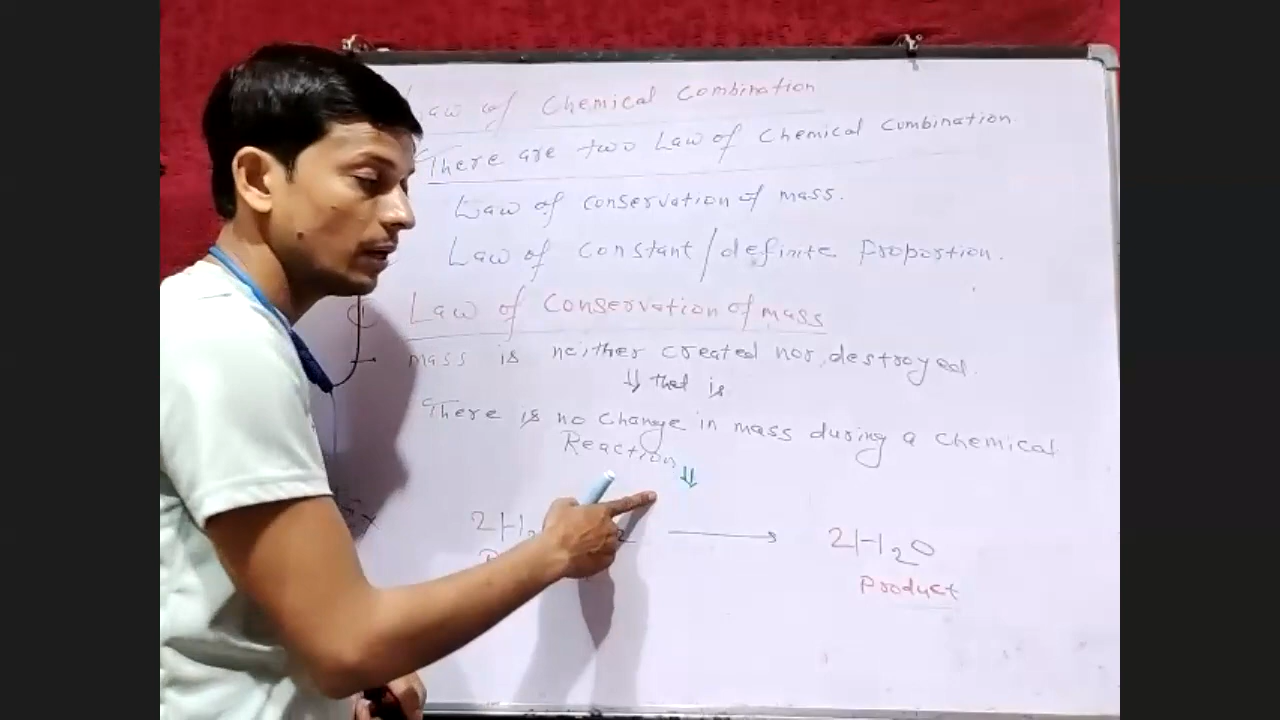 Law of Chemical Combination
There are two Law of Chemical Combination.
Law of conservation of mass.
Law of constant/definite Proportion.
Law of conservation of mass
mass is neither created nor, destroyed.
⇓ that is
There is no change in mass during a chemical
Reaction ⇓
2H₂ ₂ → 2H₂O
Product